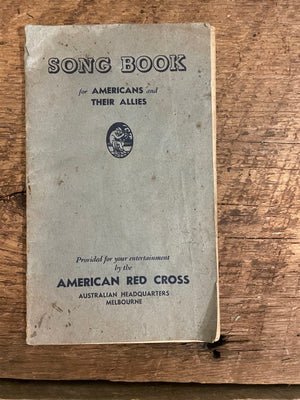 SONG BOOK
for AMERICANS and
THEIR ALLIES
Provided for your entertainment
by the
AMERICAN RED CROSS
AUSTRALIAN HEADQUARTERS
MELBOURNE